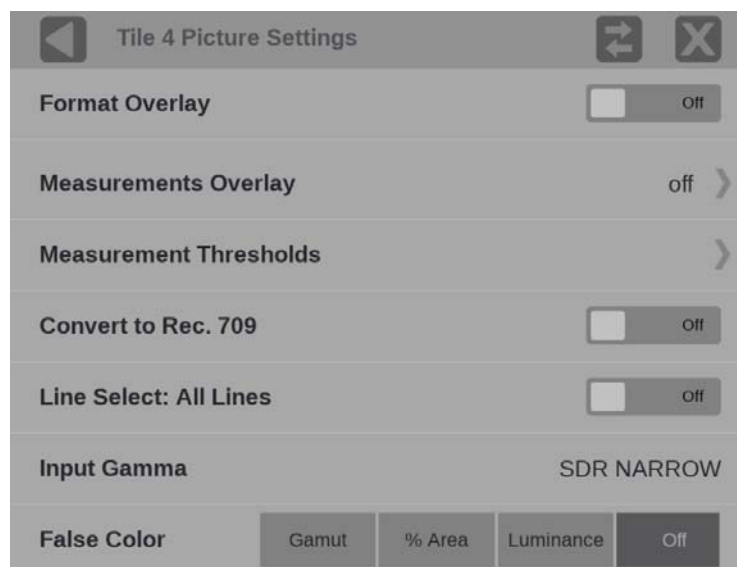 Tile 4 Picture Settings
Format Overlay Off
Measurements Overlay off
Measurement Thresholds
Convert to Rec. 709 Off
Line Select: All Lines Off
Input Gamma SDR NARROW
False Color Gamut % Area Luminance Off